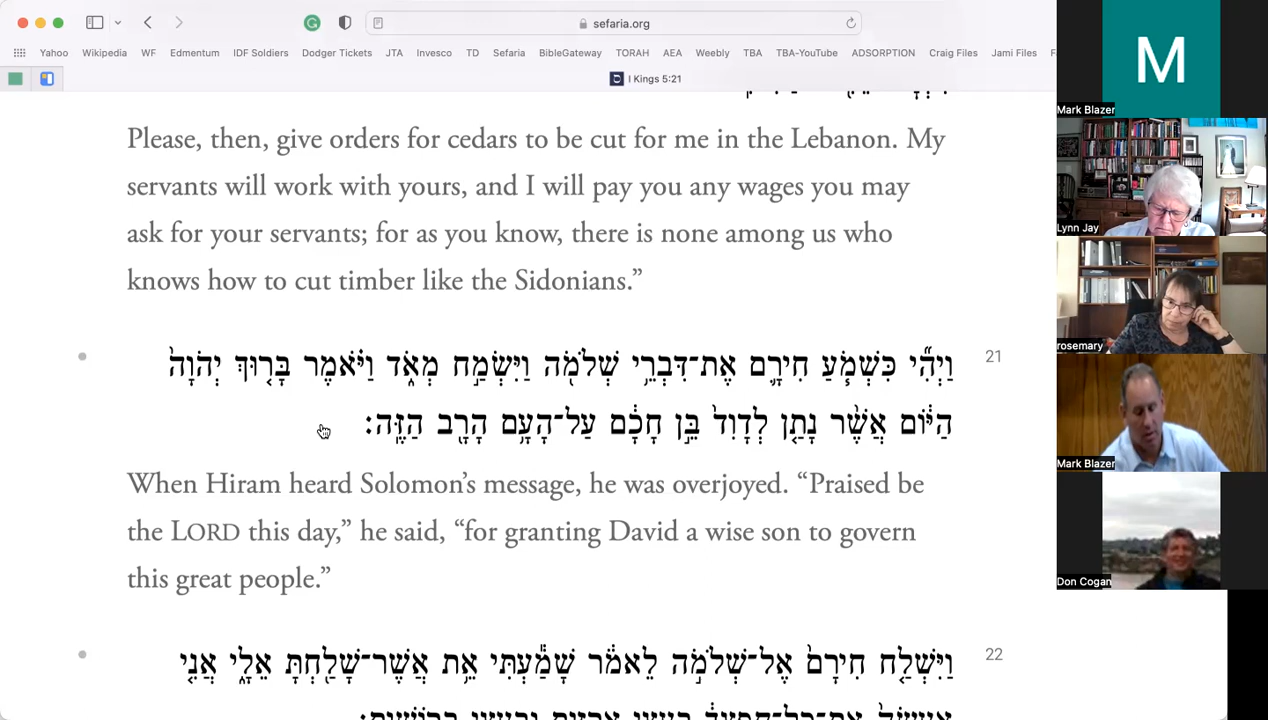 sefaria.org
Yahoo Wikipedia WF Edmentum IDF Soldiers Dodger Tickets JTA Invesco TD Sefaria BibleGateway TORAH AEA Weebly TBA TBA-YouTube ADSORPTION Craig Files Jami Files
I Kings 5:21
Please, then, give orders for cedars to be cut for me in the Lebanon. My
servants will work with yours, and I will pay you any wages you may
ask for your servants; for as you know, there is none among us who
knows how to cut timber like the Sidonians.”
21
וַיְהִ֞י כִּשְׁמֹ֧עַ חִירָ֛ם אֶת־דִּבְרֵ֥י שְׁלֹמֹ֖ה וַיִּשְׂמַ֣ח מְאֹ֑ד וַיֹּ֗אמֶר בָּר֤וּךְ יְהֹוָה֙
הַיּ֔וֹם אֲשֶׁ֨ר נָתַ֤ן לְדָוִד֙ בֵּ֣ן חָכָ֔ם עַל־הָעָ֥ם הָרָ֖ב הַזֶּֽה׃
When Hiram heard Solomon’s message, he was overjoyed. “Praised be
the LORD this day,” he said, “for granting David a wise son to govern
this great people.”
22
וַיִּשְׁלַ֤ח חִירָם֙ אֶל־שְׁלֹמֹ֣ה לֵאמֹ֔ר שָׁמַ֕עְתִּי אֵ֥ת אֲשֶׁר־שָׁלַ֖חְתָּ אֵלָ֑י אֲנִ֤י
M
Mark Blazer
Lynn Jay
rosemary
Mark Blazer
Don Cogan